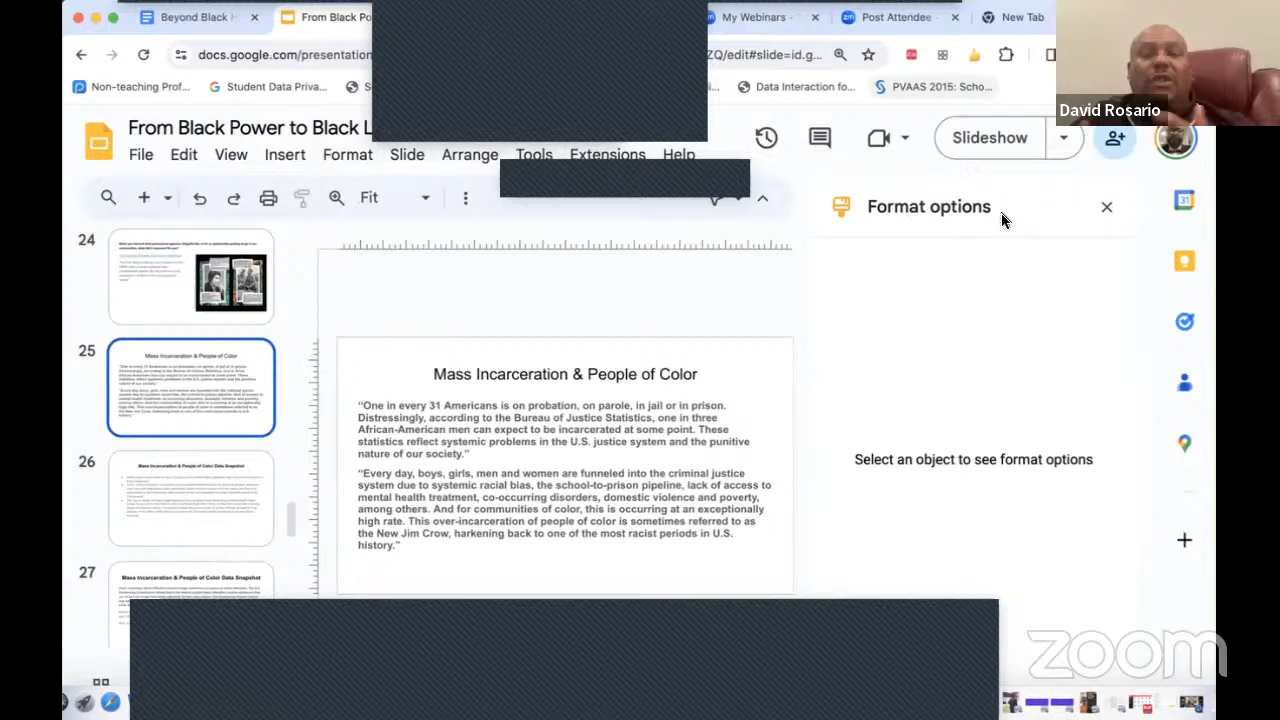 Beyond Black H
From Black Po
My Webinars -
Post Attendee -
New Tab
docs.google.com/presentation
ZQ/edit#slide=id.g...
Non-teaching Prof...
Student Data Priva...
Data Interaction fo...
PVAAS 2015: Scho...
David Rosario
From Black Power to Black L
Slideshow
File Edit View Insert Format Slide Arrange Tools Extensions Help
Fit
Format options
31
24
25
Mass Incarceration & People of Color
26
Mass Incarceration & People of Color Data Snapshot
27
Mass Incarceration & People of Color Data Snapshot
Mass Incarceration & People of Color
"One in every 31 Americans is on probation, on parole, in jail or in prison.
Distressingly, according to the Bureau of Justice Statistics, one in three
African-American men can expect to be incarcerated at some point. These
statistics reflect systemic problems in the U.S. justice system and the punitive
nature of our society."
"Every day, boys, girls, men and women are funneled into the criminal justice
system due to systemic racial bias, the school-to-prison pipeline, lack of access to
mental health treatment, co-occurring disorders, domestic violence and poverty,
among others. And for communities of color, this is occurring at an exceptionally
high rate. This over-incarceration of people of color is sometimes referred to as
the New Jim Crow, harkening back to one of the most racist periods in U.S.
history."
Select an object to see format options
zoom